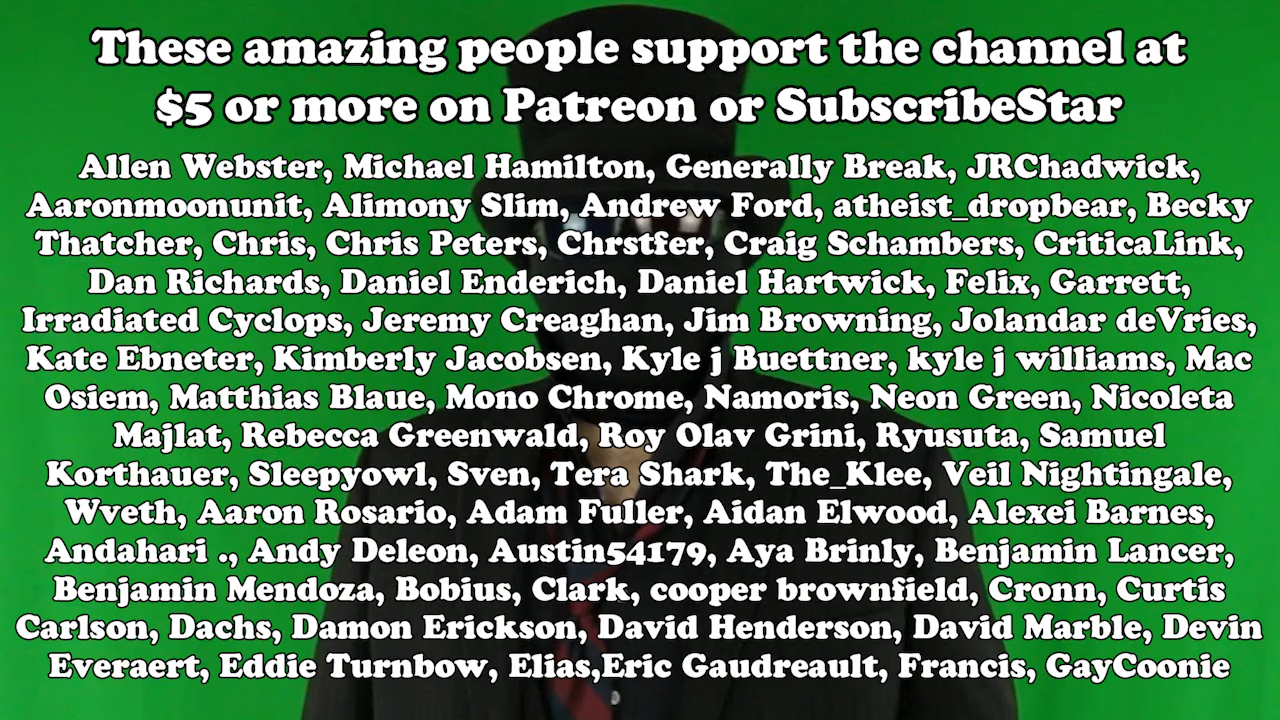 These amazing people support the channel at
$5 or more on Patreon or SubscribeStar
Allen Webster, Michael Hamilton, Generally Break, JRChadwick,
Aaronmoonunit, Alimony Slim, Andrew Ford, atheist_dropbear, Becky
Thatcher, Chris, Chris Peters, Chrstfer, Craig Schambers, CriticaLink,
Dan Richards, Daniel Enderich, Daniel Hartwick, Felix, Garrett,
Irradiated Cyclops, Jeremy Creaghan, Jim Browning, Jolandar deVries,
Kate Ebneter, Kimberly Jacobsen, Kyle j Buettner, kyle j williams, Mac
Osiem, Matthias Blaue, Mono Chrome, Namoris, Neon Green, Nicoleta
Majlat, Rebecca Greenwald, Roy Olav Grini, Ryusuta, Samuel
Korthauer, Sleepyowl, Sven, Tera Shark, The_Klee, Veil Nightingale,
Wveth, Aaron Rosario, Adam Fuller, Aidan Elwood, Alexei Barnes,
Andahari ., Andy Deleon, Austin54179, Aya Brinly, Benjamin Lancer,
Benjamin Mendoza, Bobius, Clark, cooper brownfield, Cronn, Curtis
Carlson, Dachs, Damon Erickson, David Henderson, David Marble, Devin
Everaert, Eddie Turnbow, Elias,Eric Gaudreault, Francis, GayCoonie